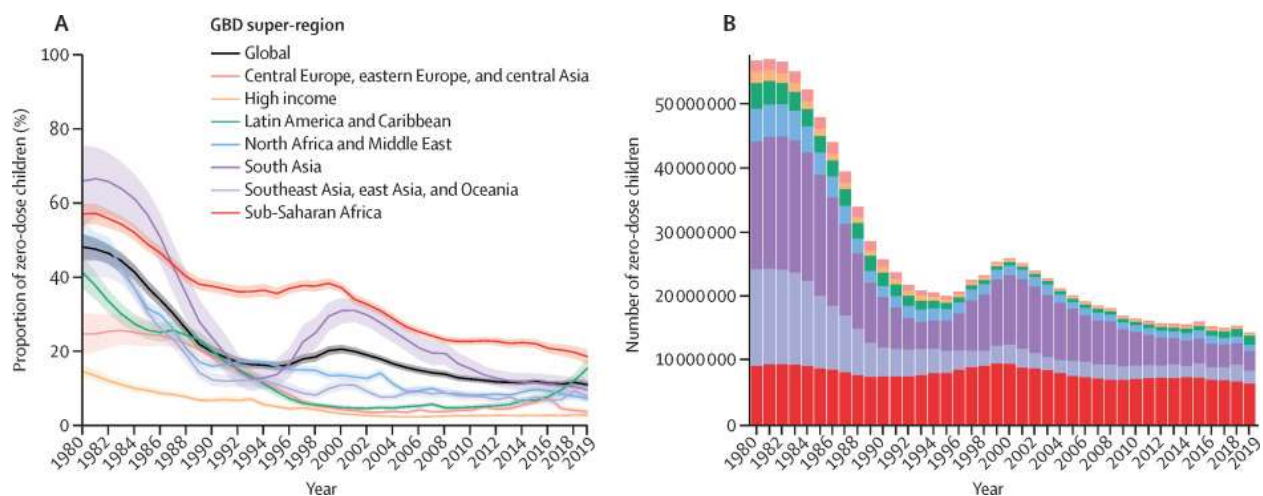 A
GBD super-region
Global
Central Europe, eastern Europe, and central Asia
High income
Latin America and Caribbean
North Africa and Middle East
South Asia
Southeast Asia, east Asia, and Oceania
Sub-Saharan Africa
Proportion of zero-dose children (%)
100
80
60
40
20
0
1980
1982
1984
1986
1988
1990
1992
1994
1996
1998
2000
2002
2004
2006
2008
2010
2012
2014
2016
2018
2019
Year
B
Number of zero-dose children
50 000 000
40 000 000
30 000 000
20 000 000
10 000 000
0
1980
1982
1984
1986
1988
1990
1992
1994
1996
1998
2000
2002
2004
2006
2008
2010
2012
2014
2016
2018
2019
Year